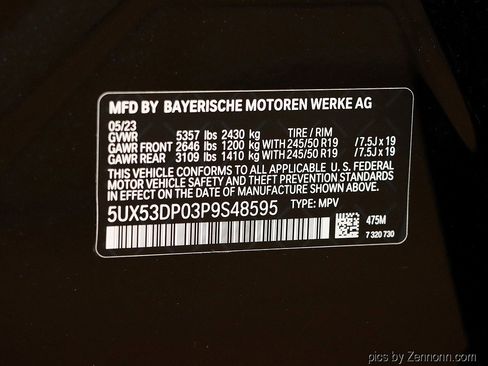 MFD BY BAYERISCHE MOTOREN WERKE AG
05/23
GVWR 5357 lbs 2430 kg TIRE / RIM
GAWR FRONT 2646 lbs 1200 kg WITH 245/50 R19 /7.5J x 19
GAWR REAR 3109 lbs 1410 kg WITH 245/50 R19 /7.5J x 19
THIS VEHICLE CONFORMS TO ALL APPLICABLE U. S. FEDERAL
MOTOR VEHICLE SAFETY AND THEFT PREVENTION STANDARDS
IN EFFECT ON THE DATE OF MANUFACTURE SHOWN ABOVE.
5UX53DP03P9S48595 TYPE: MPV
475M
7 320 730
pics by Zennonn.com